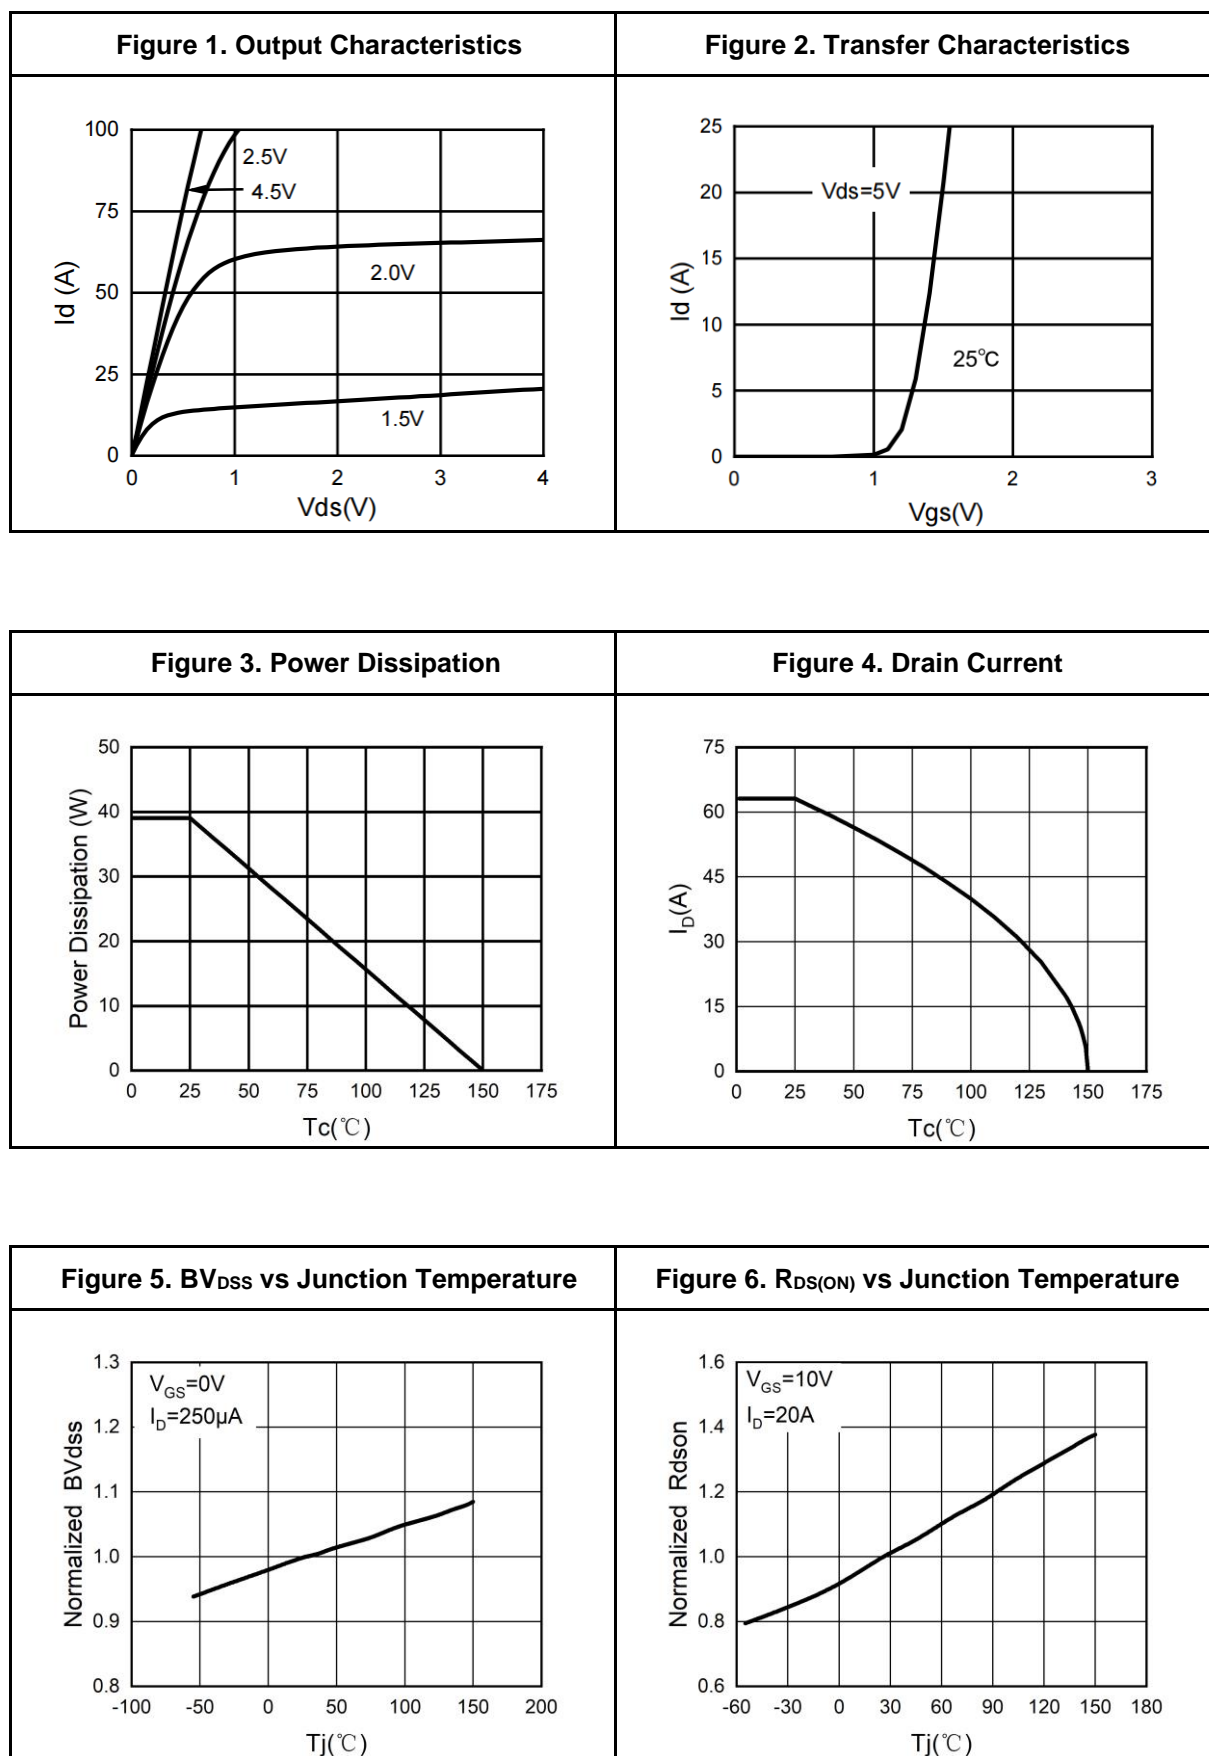 Figure 1. Output Characteristics
Figure 2. Transfer Characteristics
100
75
50
25
0
0 1 2 3 4
Id (A)
Vds(V)
2.5V
4.5V
2.0V
1.5V
25
20
15
10
5
0
0 1 2 3
Id (A)
Vgs(V)
Vds=5V
25℃
Figure 3. Power Dissipation
Figure 4. Drain Current
50
40
30
20
10
0
0 25 50 75 100 125 150 175
Power Dissipation (W)
Tc(℃)
75
60
45
30
15
0
0 25 50 75 100 125 150 175
I_D(A)
Tc(℃)
Figure 5. BVDSS vs Junction Temperature
Figure 6. RDS(ON) vs Junction Temperature
1.3
1.2
1.1
1.0
0.9
0.8
-100 -50 0 50 100 150 200
Normalized BVdss
Tj(℃)
VGS=0V
ID=250μA
1.6
1.4
1.2
1.0
0.8
0.6
-60 -30 0 30 60 90 120 150 180
Normalized Rdson
Tj(℃)
VGS=10V
ID=20A